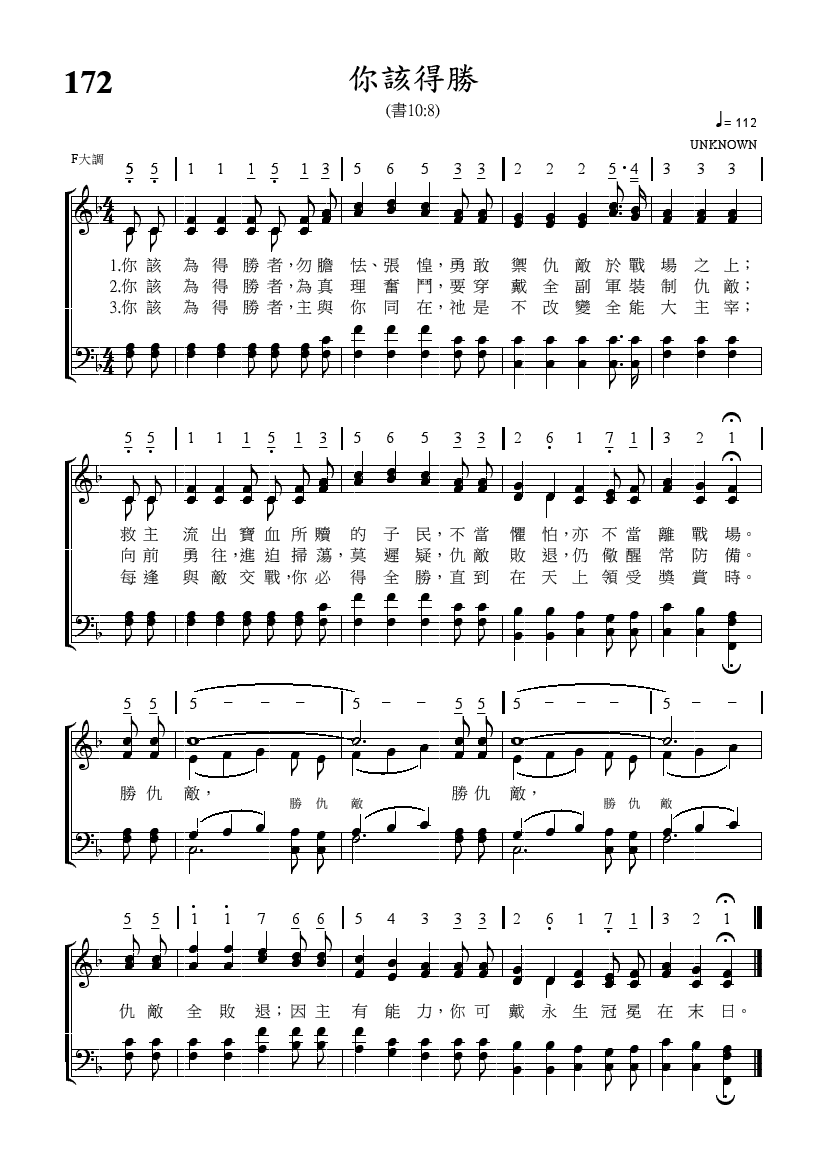 172
你該得勝
(書10:8)
♩= 112
UNKNOWN
F大調
5 5 | 1 1 1 5 1 3 | 5 6 5 3 3 | 2 2 2 5· 4 | 3 3 3 |
1.你該為得勝者，勿膽怯、張惶，勇敢禦仇敵於戰場之上；
2.你該為得勝者，為真理奮鬥，要穿戴全副軍裝制仇敵；
3.你該為得勝者，主與你同在，祂是不改變全能大主宰；
5 5 | 1 1 1 5 1 3 | 5 6 5 3 3 | 2 6 1 7 1 | 3 2 1 |
救主流出寶血所贖的子民，不當懼怕，亦不當離戰場。
向前勇往，進迫掃蕩，莫遲疑，仇敵敗退，仍儆醒常防備。
每逢與敵交戰，你必得全勝，直到在天上領受獎賞時。
5 5 | 5 – – – | 5 – – 5 5 | 5 – – – | 5 – – |
勝仇敵， 勝仇敵，
勝仇敵 勝仇敵
5 5 | 1 1 7 6 6 | 5 4 3 3 3 | 2 6 1 7 1 | 3 2 1
仇敵全敗退；因主有能力，你可戴永生冠冕在末日。